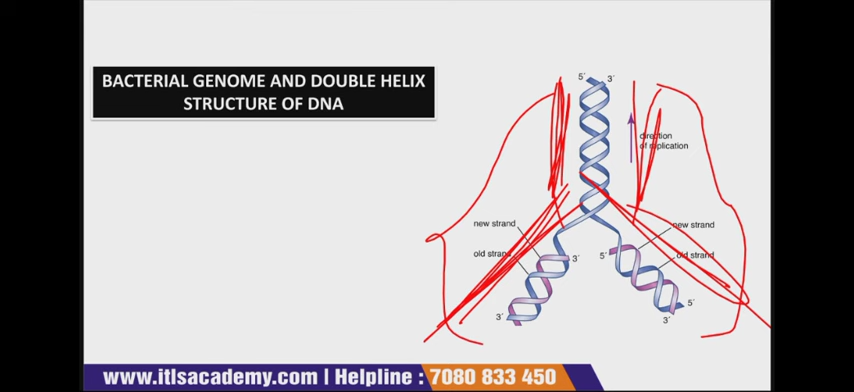 BACTERIAL GENOME AND DOUBLE HELIX
STRUCTURE OF DNA
5´ 3´
direction
of replication
new strand
new strand
old strand
old strand
3´
5´
3´
5´
3´
www.itlsacademy.com | Helpline : 7080 833 450